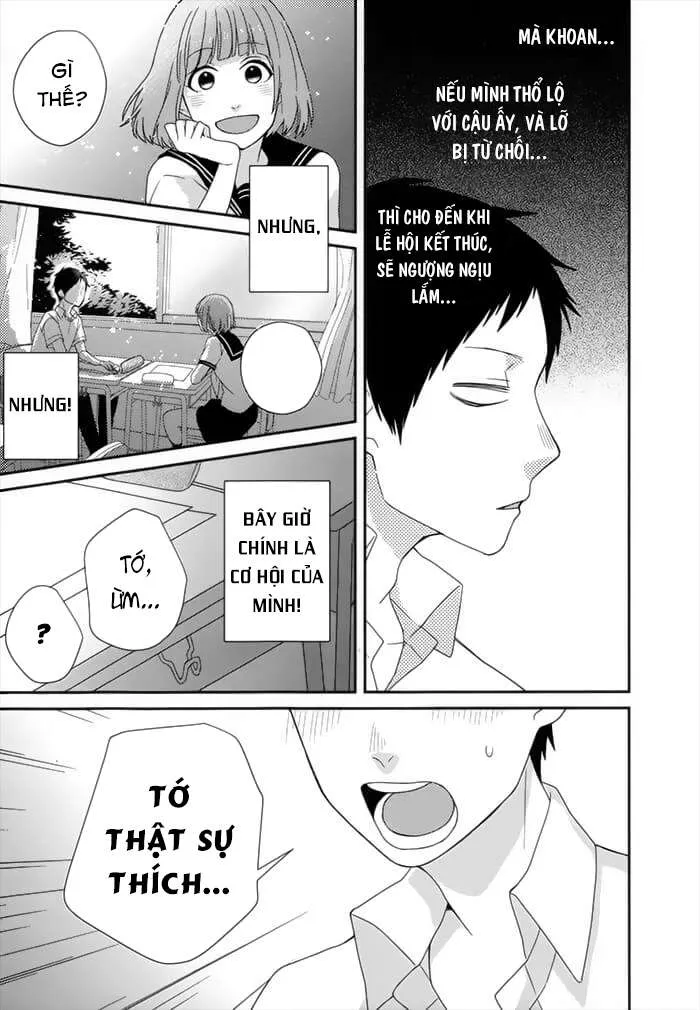 MÀ KHOAN...
NẾU MÌNH THỔ LỘ
VỚI CẬU ẤY, VÀ LỠ
BỊ TỪ CHỐI...
THÌ CHO ĐẾN KHI
LỄ HỘI KẾT THÚC,
SẼ NGƯỢNG NGỊU
LẮM...
GÌ
THẾ?
NHƯNG,
NHƯNG!
BÂY GIỜ
CHÍNH LÀ
CƠ HỘI CỦA
MÌNH!
TỚ,
ỪM...
?
TỚ
THẬT SỰ
THÍCH...